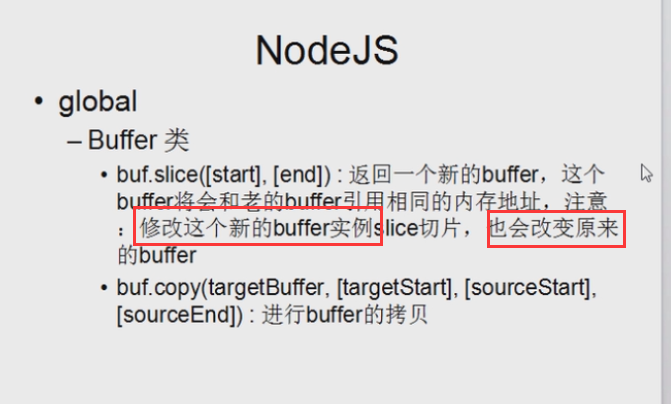 NodeJS
• global
– Buffer 类
• buf.slice([start], [end]) : 返回一个新的buffer，这个
buffer将会和老的buffer引用相同的内存地址，注意
：修改这个新的buffer实例slice切片，也会改变原来
的buffer
• buf.copy(targetBuffer, [targetStart], [sourceStart],
[sourceEnd]) : 进行buffer的拷贝